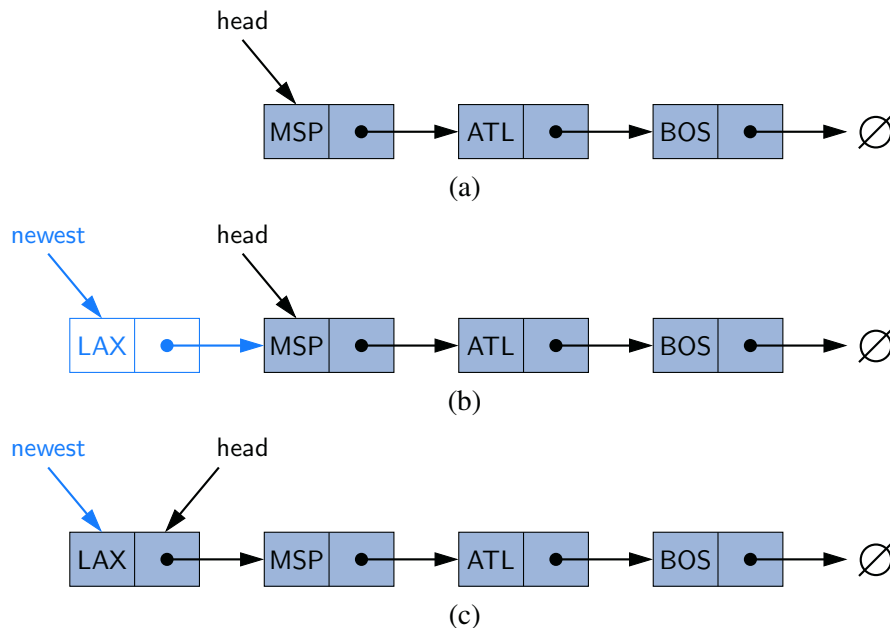 head
MSP ATL BOS ∅
(a)
newest head
LAX MSP ATL BOS ∅
(b)
newest head
LAX MSP ATL BOS ∅
(c)